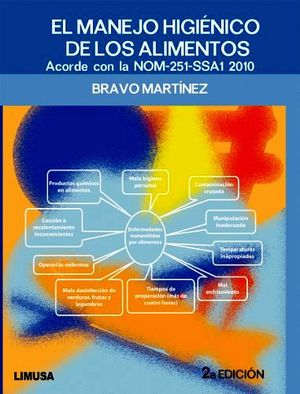 EL MANEJO HIGIÉNICO
DE LOS ALIMENTOS
Acorde con la NOM-251-SSA1 2010
BRAVO MARTÍNEZ
Mala higiene
personal
Productos químicos
en alimentos
Contaminación
cruzada
Cocción o
recalentamiento
inconvenientes
Enfermedades
transmitidas
por alimentos
Manipulación
inadecuada
Temperaturas
inapropiadas
Operarios enfermos
Mala desinfección de
verduras, frutas y
legumbres
Tiempos de
preparación (más de
cuatro horas)
Mal
enfriamiento
LIMUSA
2a EDICIÓN